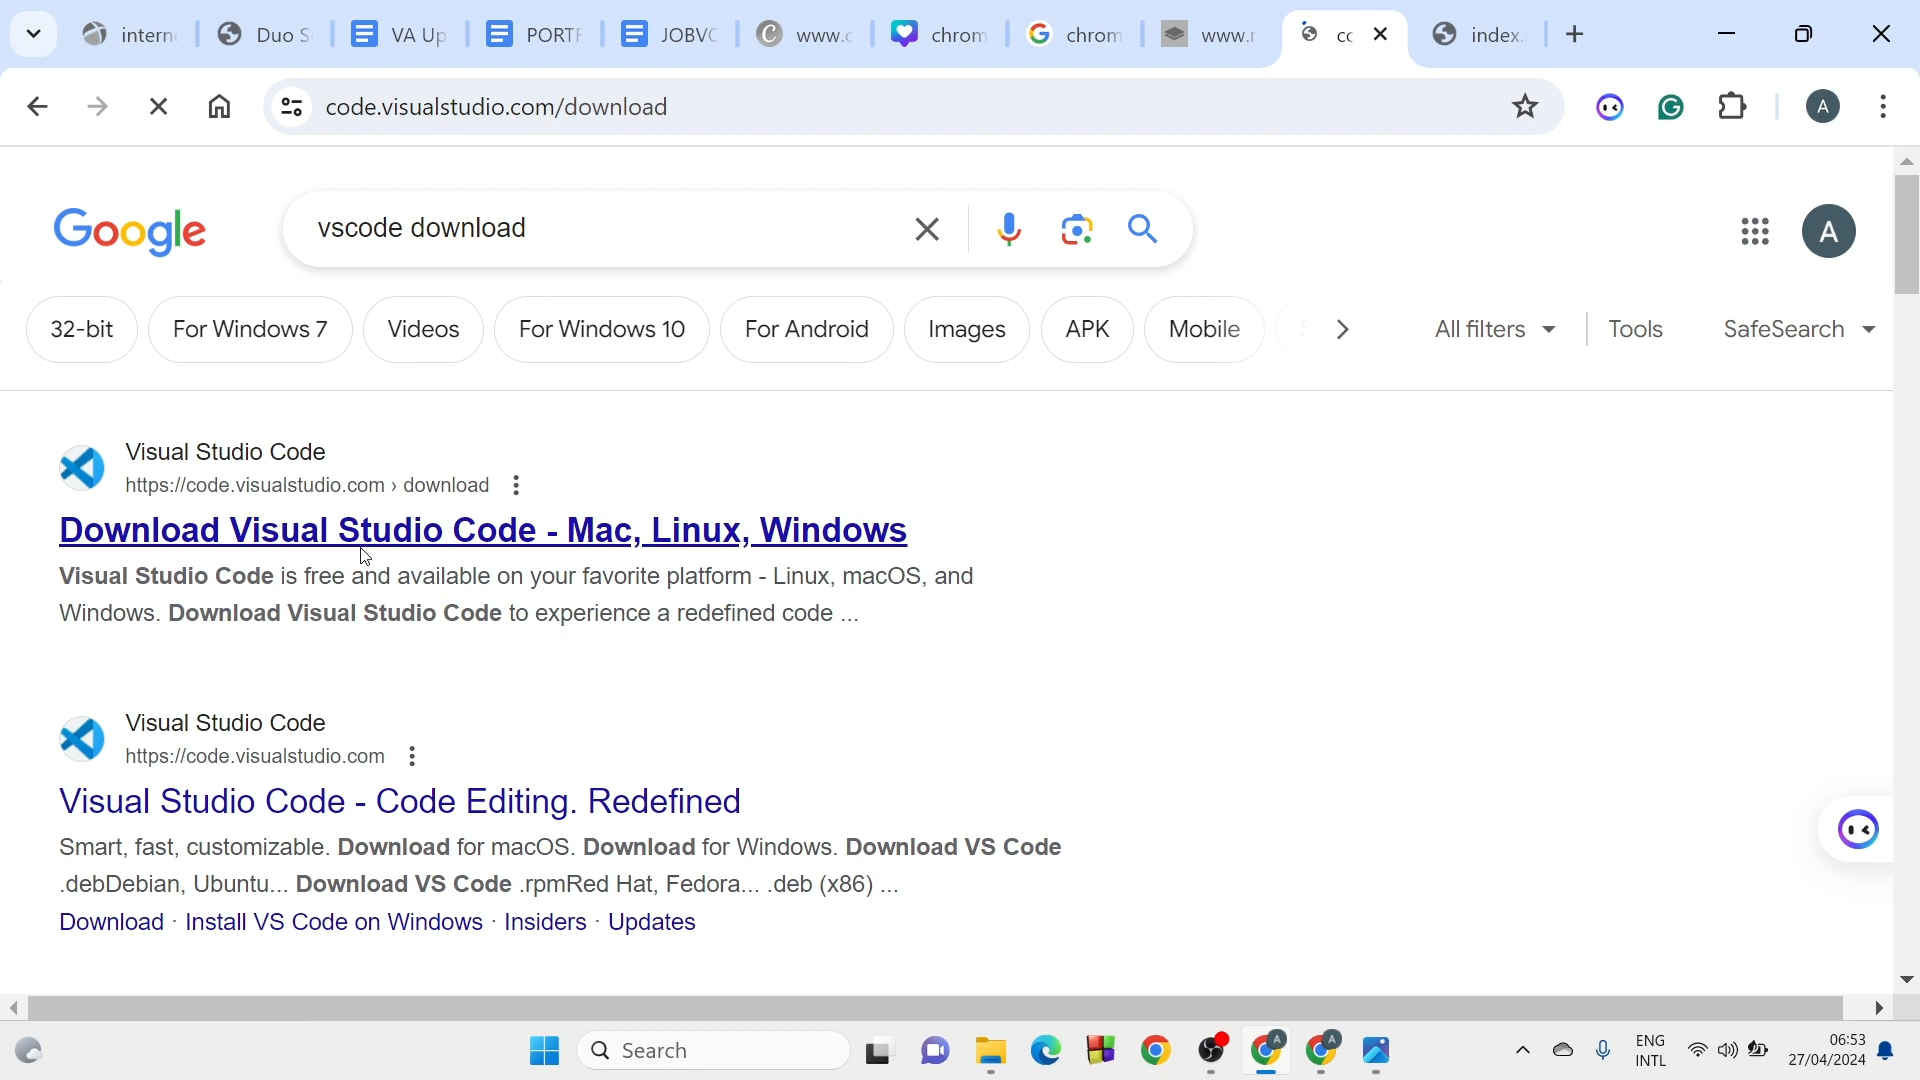 intern
Duo S
VA Up
PORTF
JOBVC
www.c
chrom
chrom
www.r
cc
index.
code.visualstudio.com/download
A
Google
vscode download
A
32-bit
For Windows 7
Videos
For Windows 10
For Android
Images
APK
Mobile
All filters
Tools
SafeSearch
Visual Studio Code
https://code.visualstudio.com › download
Download Visual Studio Code - Mac, Linux, Windows
Visual Studio Code is free and available on your favorite platform - Linux, macOS, and
Windows. Download Visual Studio Code to experience a redefined code ...
Visual Studio Code
https://code.visualstudio.com
Visual Studio Code - Code Editing. Redefined
Smart, fast, customizable. Download for macOS. Download for Windows. Download VS Code
.debDebian, Ubuntu... Download VS Code .rpmRed Hat, Fedora... .deb (x86) ...
Download · Install VS Code on Windows · Insiders · Updates
Search
A
A
ENG
INTL
06:53
27/04/2024